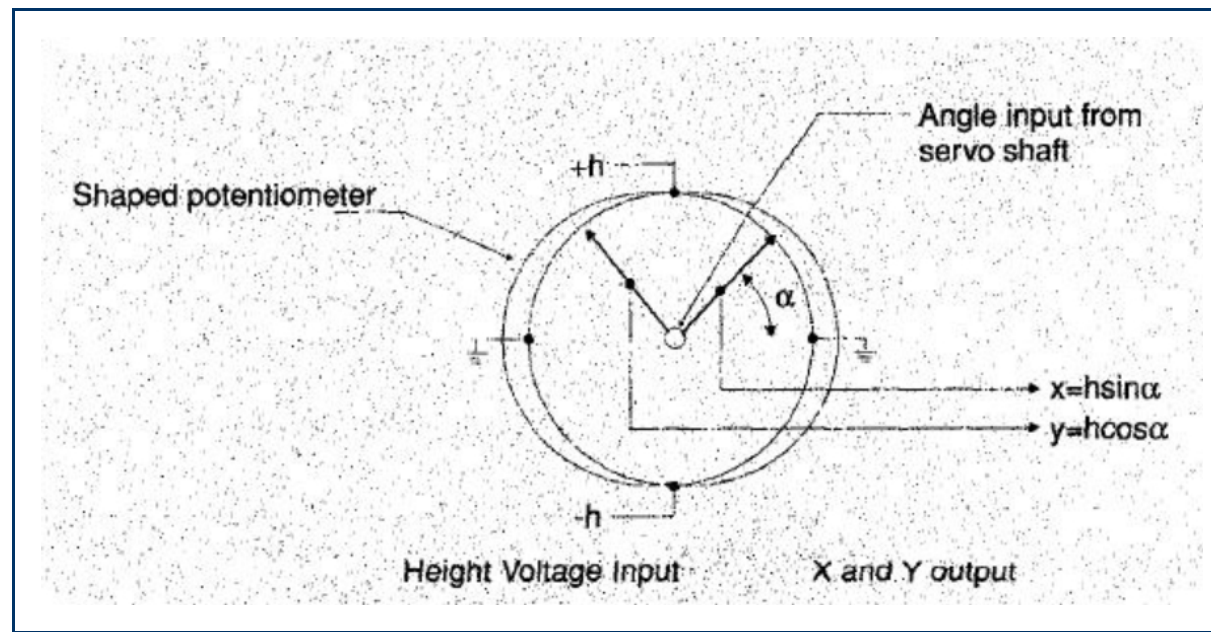 Angle input from
servo shaft
+h
Shaped potentiometer
α
x=hsinα
y=hcosα
-h
Height Voltage Input
X and Y output